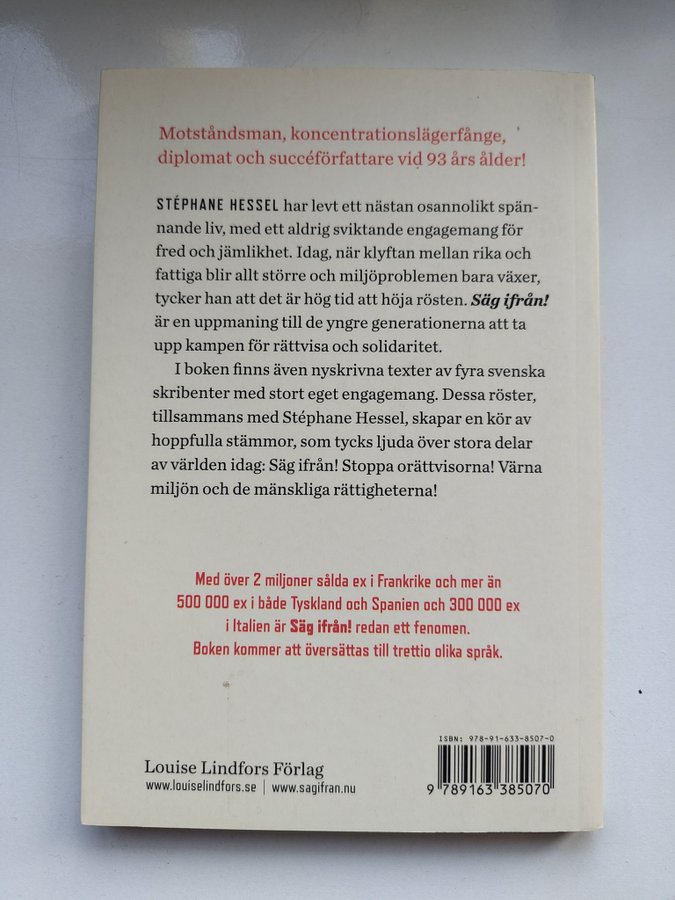 Motståndsman, koncentrationslägerfånge,
diplomat och succéförfattare vid 93 års ålder!
STÉPHANE HESSEL har levt ett nästan osannolikt spän-
nande liv, med ett aldrig sviktande engagemang för
fred och jämlikhet. Idag, när klyftan mellan rika och
fattiga blir allt större och miljöproblemen bara växer,
tycker han att det är hög tid att höja rösten. Säg ifrån!
är en uppmaning till de yngre generationerna att ta
upp kampen för rättvisa och solidaritet.
I boken finns även nyskrivna texter av fyra svenska
skribenter med stort eget engagemang. Dessa röster,
tillsammans med Stéphane Hessel, skapar en kör av
hoppfulla stämmor, som tycks ljuda över stora delar
av världen idag: Säg ifrån! Stoppa orättvisorna! Värna
miljön och de mänskliga rättigheterna!
Med över 2 miljoner sålda ex i Frankrike och mer än
500 000 ex i både Tyskland och Spanien och 300 000 ex
i Italien är Säg ifrån! redan ett fenomen.
Boken kommer att översättas till trettio olika språk.
ISBN: 978-91-633-8507-0
Louise Lindfors Förlag
www.louiselindfors.se | www.sagifran.nu
9 789163 385070